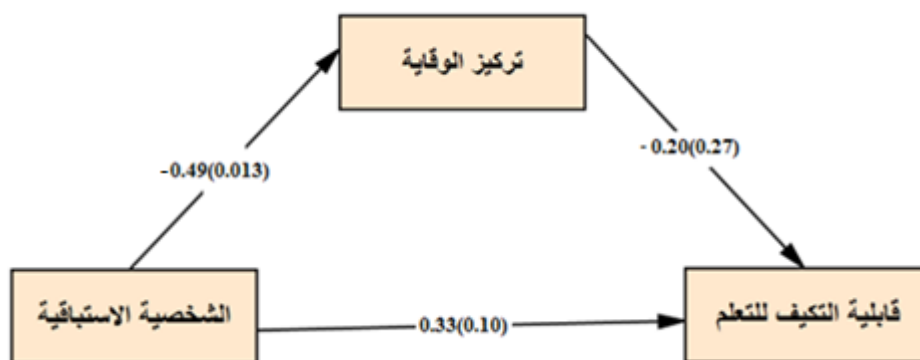 تركيز الوقاية
-0.49(0.013)
-0.20(0.27)
الشخصية الاستباقية
0.33(0.10)
قابلية التكيف للتعلم